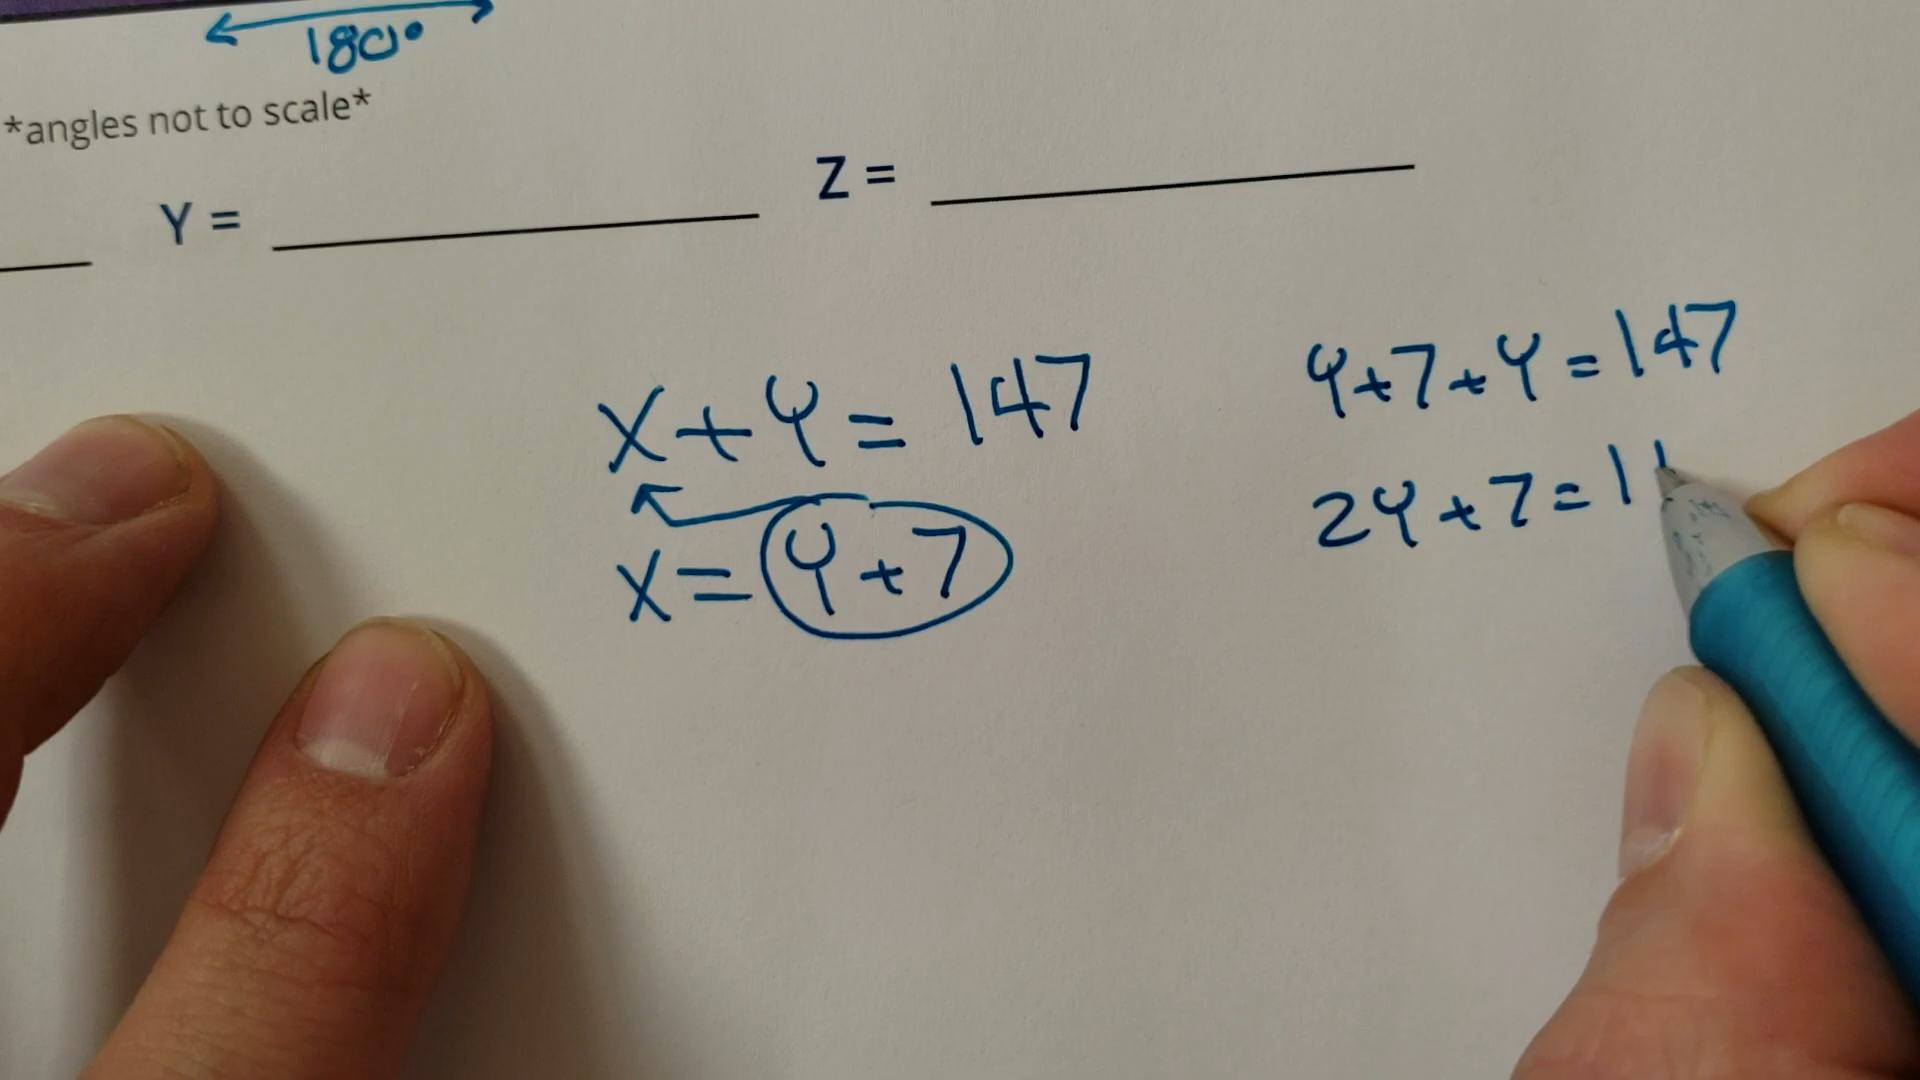 180°
*angles not to scale*
Y =
Z =
X+Y=147
X=Y+7
Y+7+Y=147
2Y+7=1